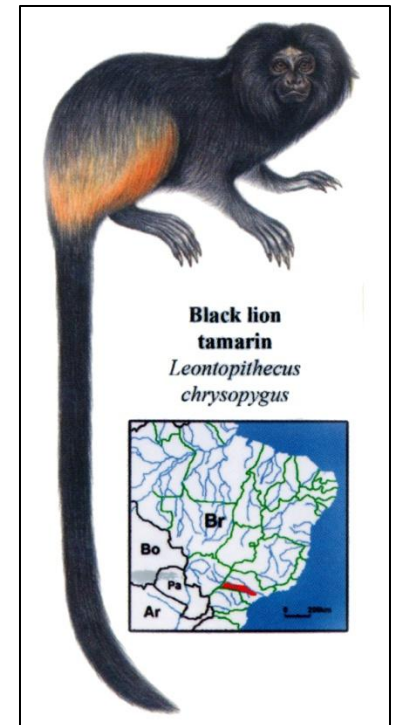 Black lion
tamarin
Leontopithecus
chrysopygus
Br
Bo
Pa
Ar